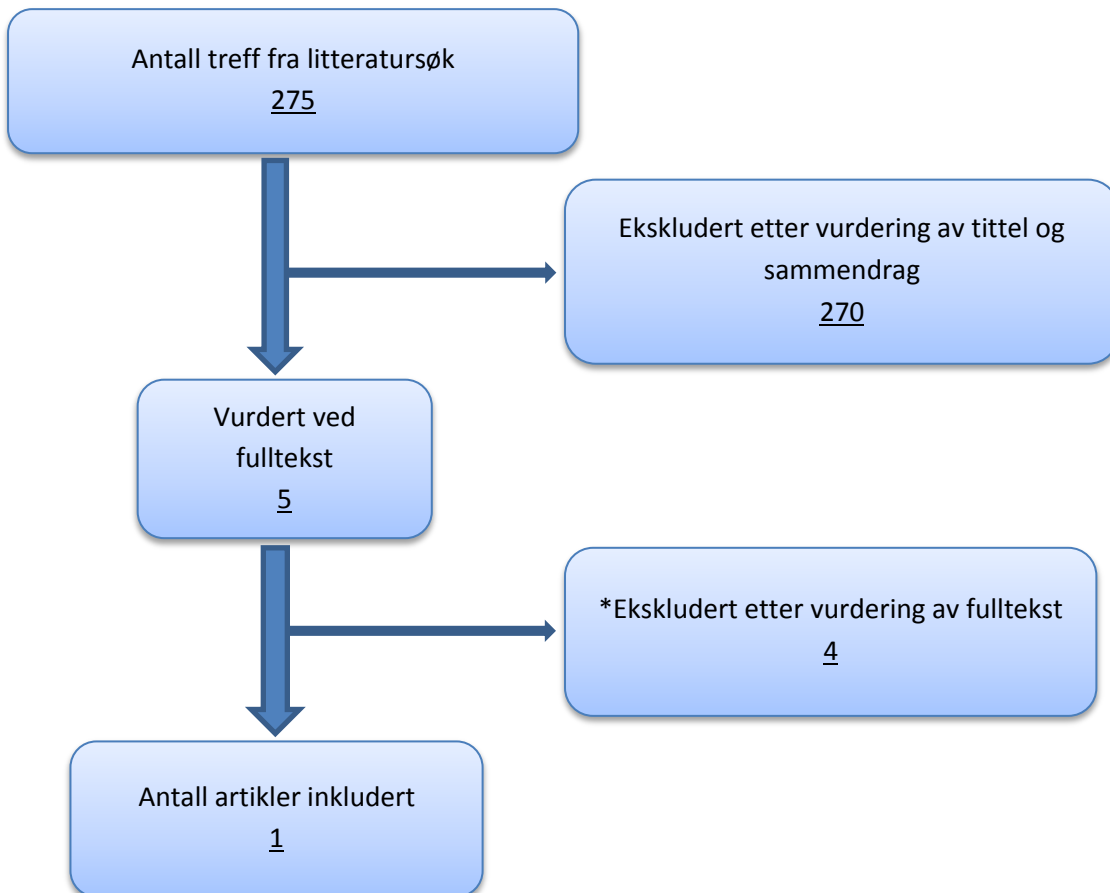 Antall treff fra litteratursøk
275
Ekskludert etter vurdering av tittel og
sammendrag
270
Vurdert ved
fulltekst
5
*Ekskludert etter vurdering av fulltekst
4
Antall artikler inkludert
1